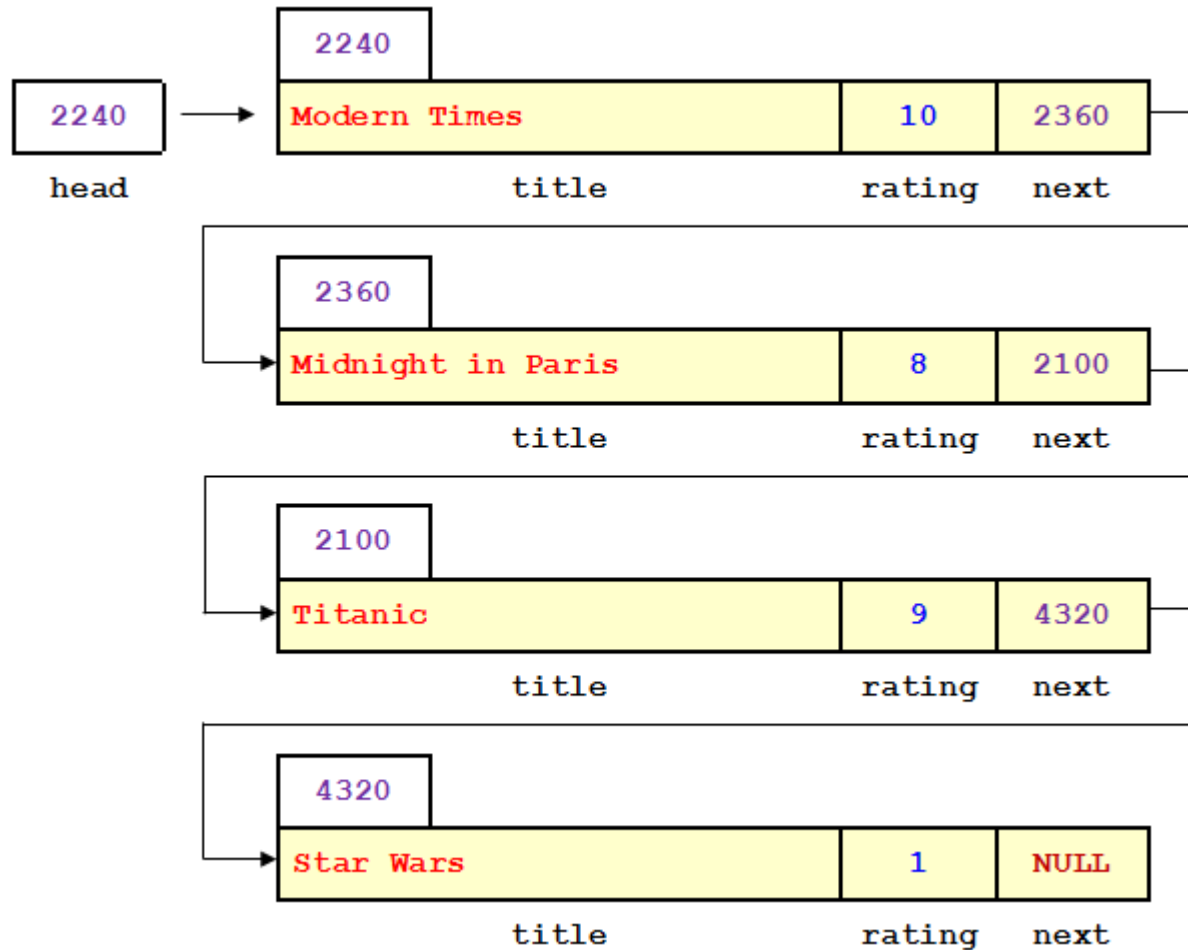 2240
2240 Modern Times 10 2360
head title rating next
2360
Midnight in Paris 8 2100
title rating next
2100
Titanic 9 4320
title rating next
4320
Star Wars 1 NULL
title rating next